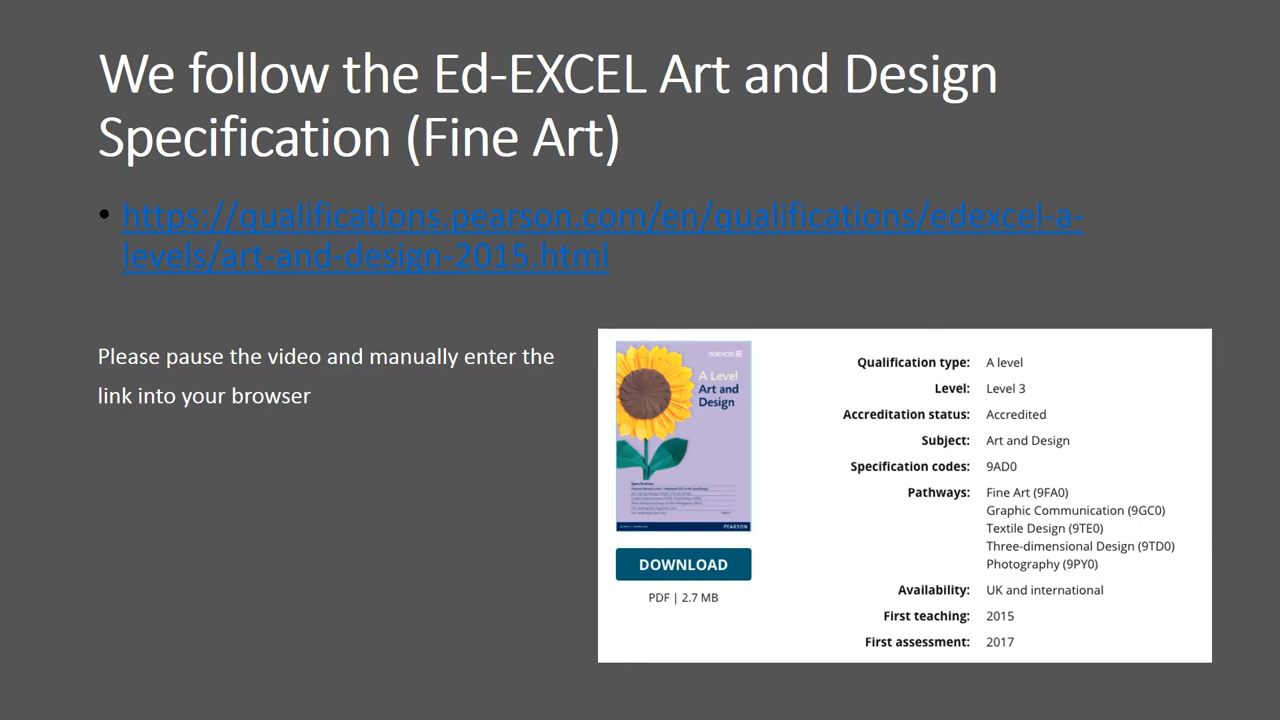 We follow the Ed-EXCEL Art and Design
Specification (Fine Art)
• https://qualifications.pearson.com/en/qualifications/edexcel-a-
levels/art-and-design-2015.html
Please pause the video and manually enter the
link into your browser
edexcel
A Level
Art and
Design
Specification
PEARSON
DOWNLOAD
PDF | 2.7 MB
Qualification type: A level
Level: Level 3
Accreditation status: Accredited
Subject: Art and Design
Specification codes: 9AD0
Pathways: Fine Art (9FA0)
Graphic Communication (9GC0)
Textile Design (9TE0)
Three-dimensional Design (9TD0)
Photography (9PY0)
Availability: UK and international
First teaching: 2015
First assessment: 2017